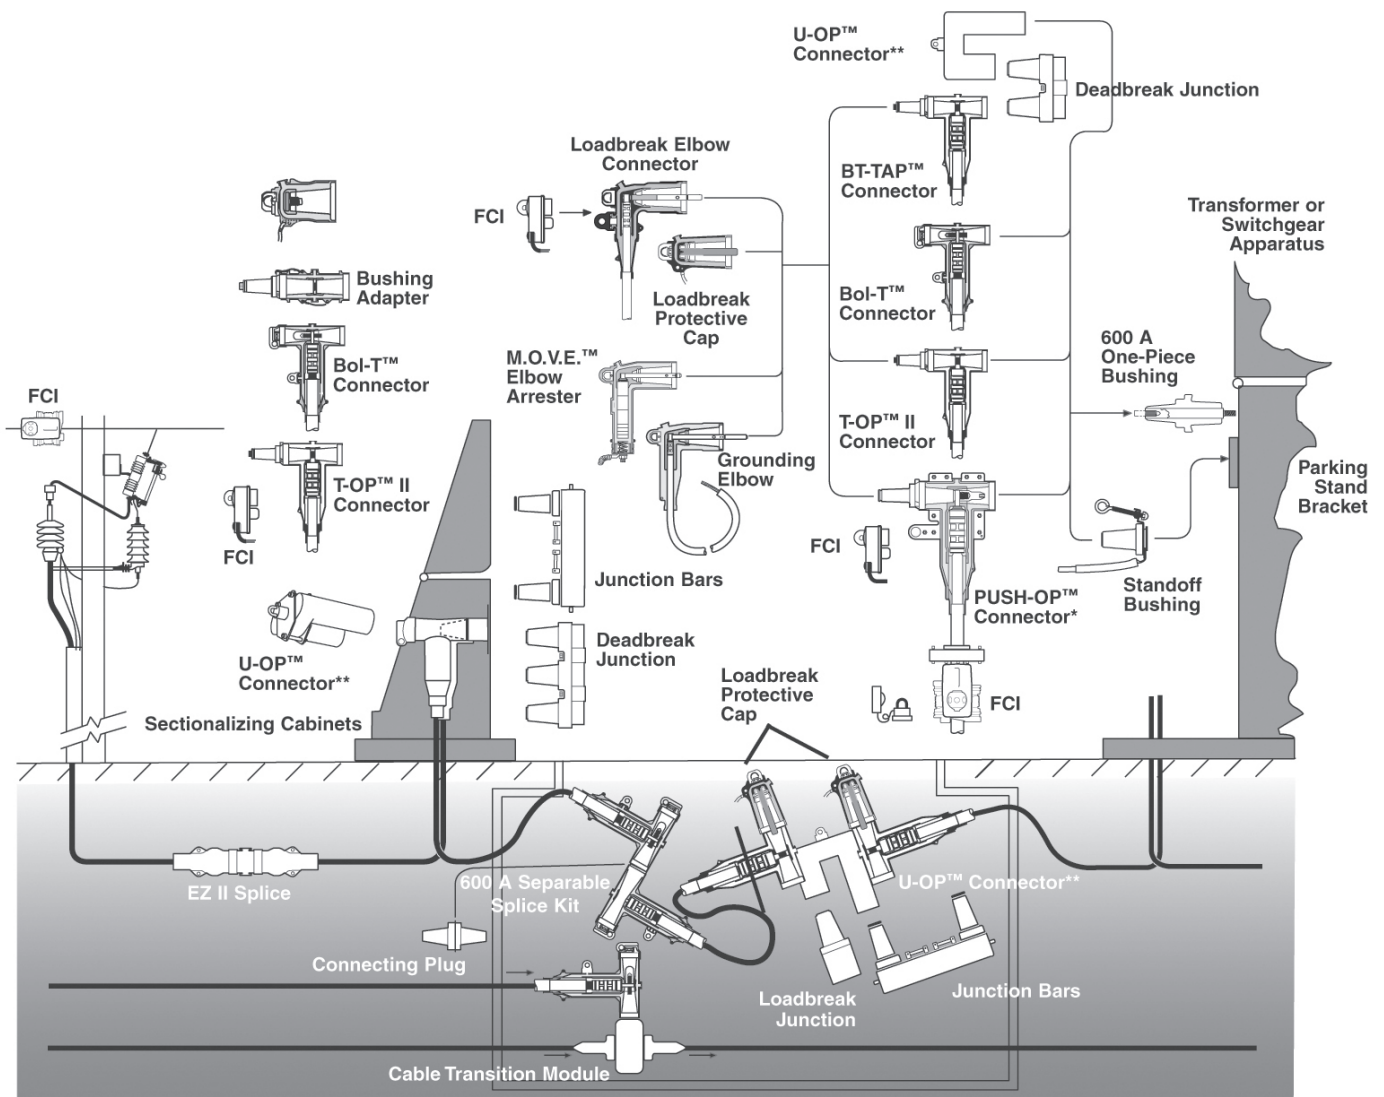 U-OP™
Connector**
Deadbreak Junction
Loadbreak Elbow
Connector
BT-TAP™
Connector
FCI
Transformer or
Switchgear
Apparatus
Bushing
Adapter
Loadbreak
Protective
Cap
Bol-T™
Connector
Bol-T™
Connector
M.O.V.E.™
Elbow
Arrester
600 A
One-Piece
Bushing
FCI
T-OP™ II
Connector
Grounding
Elbow
Parking
Stand
Bracket
T-OP™ II
Connector
FCI
FCI
Junction Bars
Standoff
Bushing
PUSH-OP™
Connector*
Deadbreak
Junction
U-OP™
Connector**
Loadbreak
Protective
Cap
FCI
Sectionalizing Cabinets
EZ II Splice
600 A Separable
Splice Kit
U-OP™ Connector**
Connecting Plug
Loadbreak
Junction
Junction Bars
Cable Transition Module